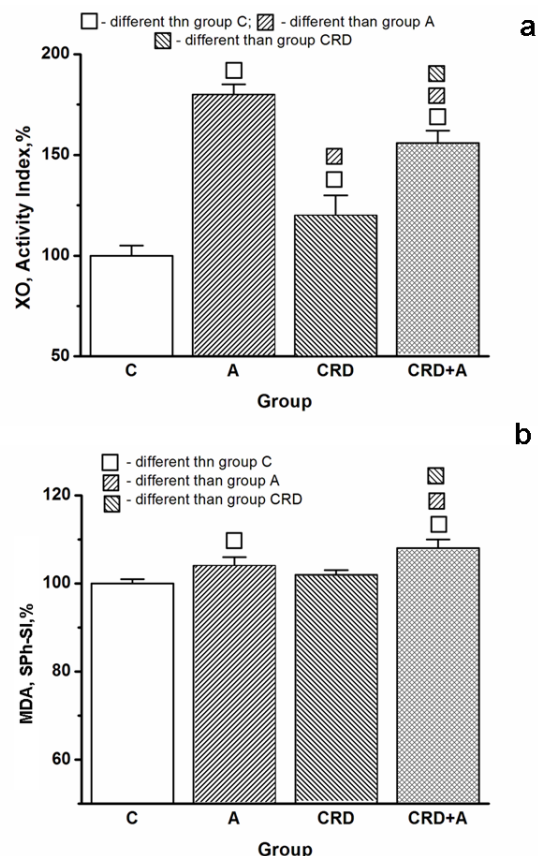 - different thn group C; - different than group A
- different than group CRD
a
200
150
100
50
XO, Activity Index,%
C A CRD CRD+A
Group
b
- different thn group C
- different than group A
- different than group CRD
120
100
80
60
MDA, SPh-SI,%
C A CRD CRD+A
Group